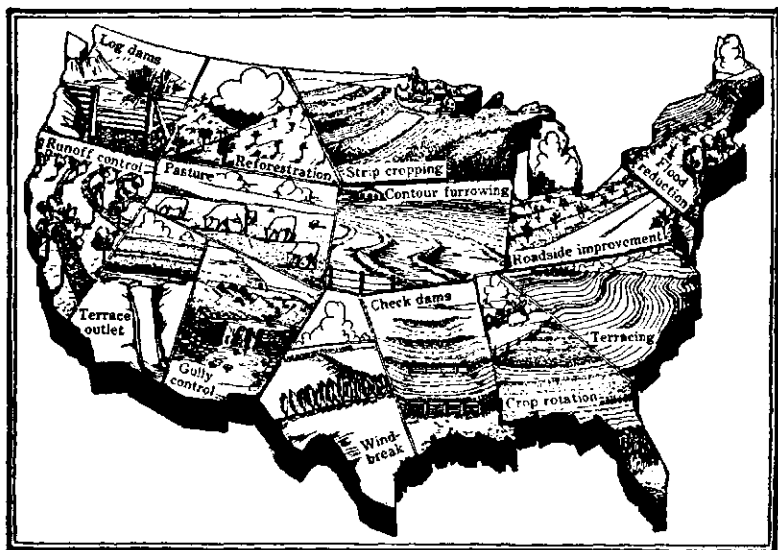 Log dams
Runoff control
Pasture
Reforestration
Strip cropping
Contour furrowing
Flood
reduction
Roadside improvement
Terrace
outlet
Gully
control
Check dams
Terracing
Crop rotation
Wind-
break